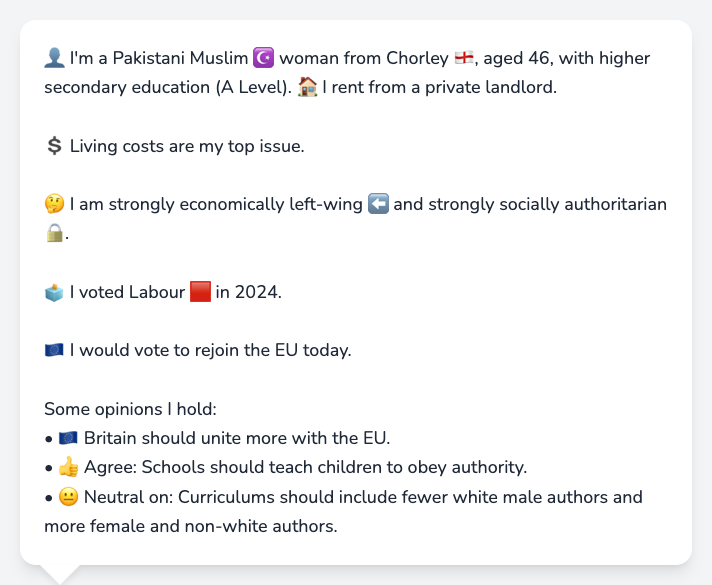 👤 I'm a Pakistani Muslim ☪️ woman from Chorley 🏴󠁧󠁢󠁥󠁮󠁧󠁿, aged 46, with higher
secondary education (A Level). 🏠 I rent from a private landlord.
💲 Living costs are my top issue.
🤔 I am strongly economically left-wing ⬅️ and strongly socially authoritarian
🔒.
🗳️ I voted Labour 🟥 in 2024.
🇪🇺 I would vote to rejoin the EU today.
Some opinions I hold:
• 🇪🇺 Britain should unite more with the EU.
• 👍 Agree: Schools should teach children to obey authority.
• 😐 Neutral on: Curriculums should include fewer white male authors and
more female and non-white authors.